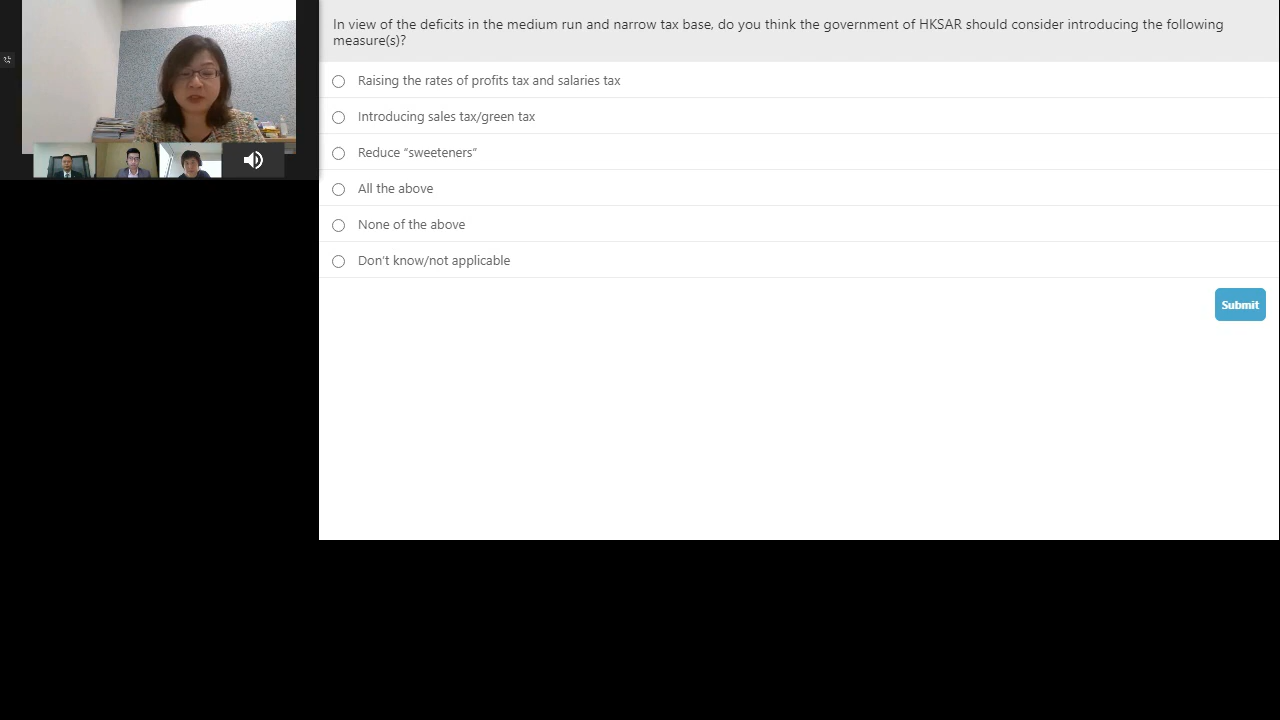 In view of the deficits in the medium run and narrow tax base, do you think the government of HKSAR should consider introducing the following
measure(s)?
Raising the rates of profits tax and salaries tax
Introducing sales tax/green tax
Reduce “sweeteners”
All the above
None of the above
Don’t know/not applicable
Submit